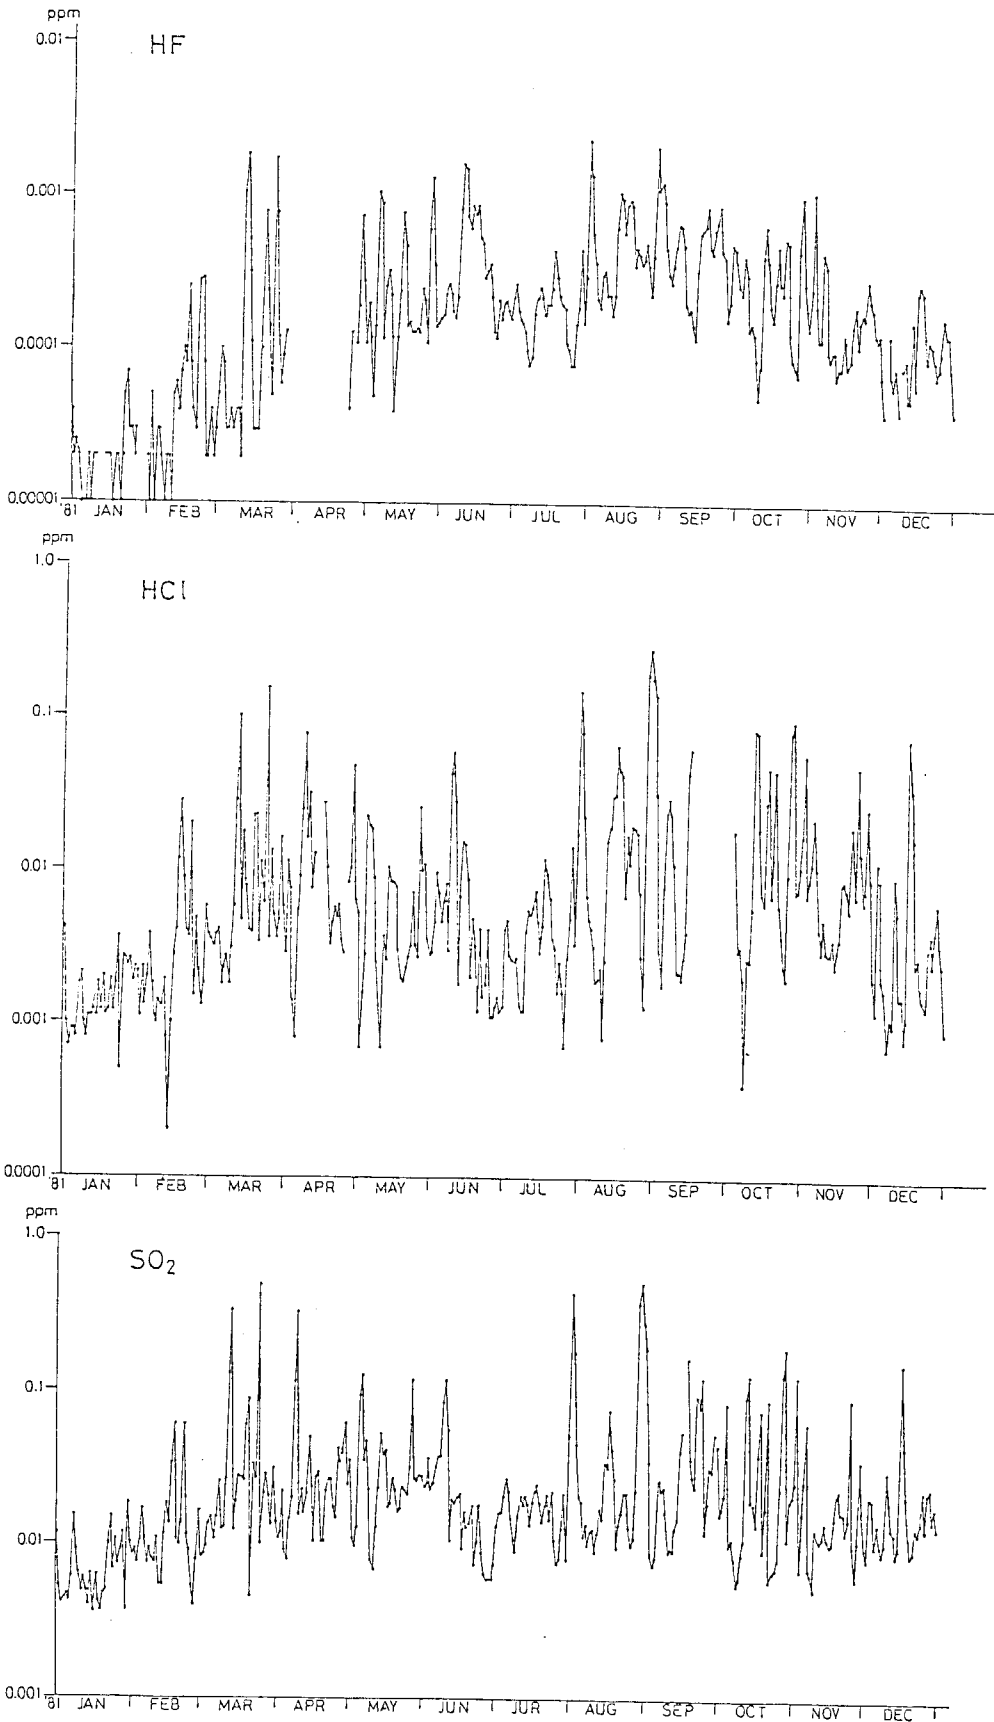 ppm
HF
0.01
0.001
0.0001
0.00001
'81 JAN FEB MAR APR MAY JUN JUL AUG SEP OCT NOV DEC
ppm
1.0
HCl
0.1
0.01
0.001
0.0001
'81 JAN FEB MAR APR MAY JUN JUL AUG SEP OCT NOV DEC
ppm
1.0
SO2
0.1
0.01
0.001
'81 JAN FEB MAR APR MAY JUN JUR AUG SEP OCT NOV DEC